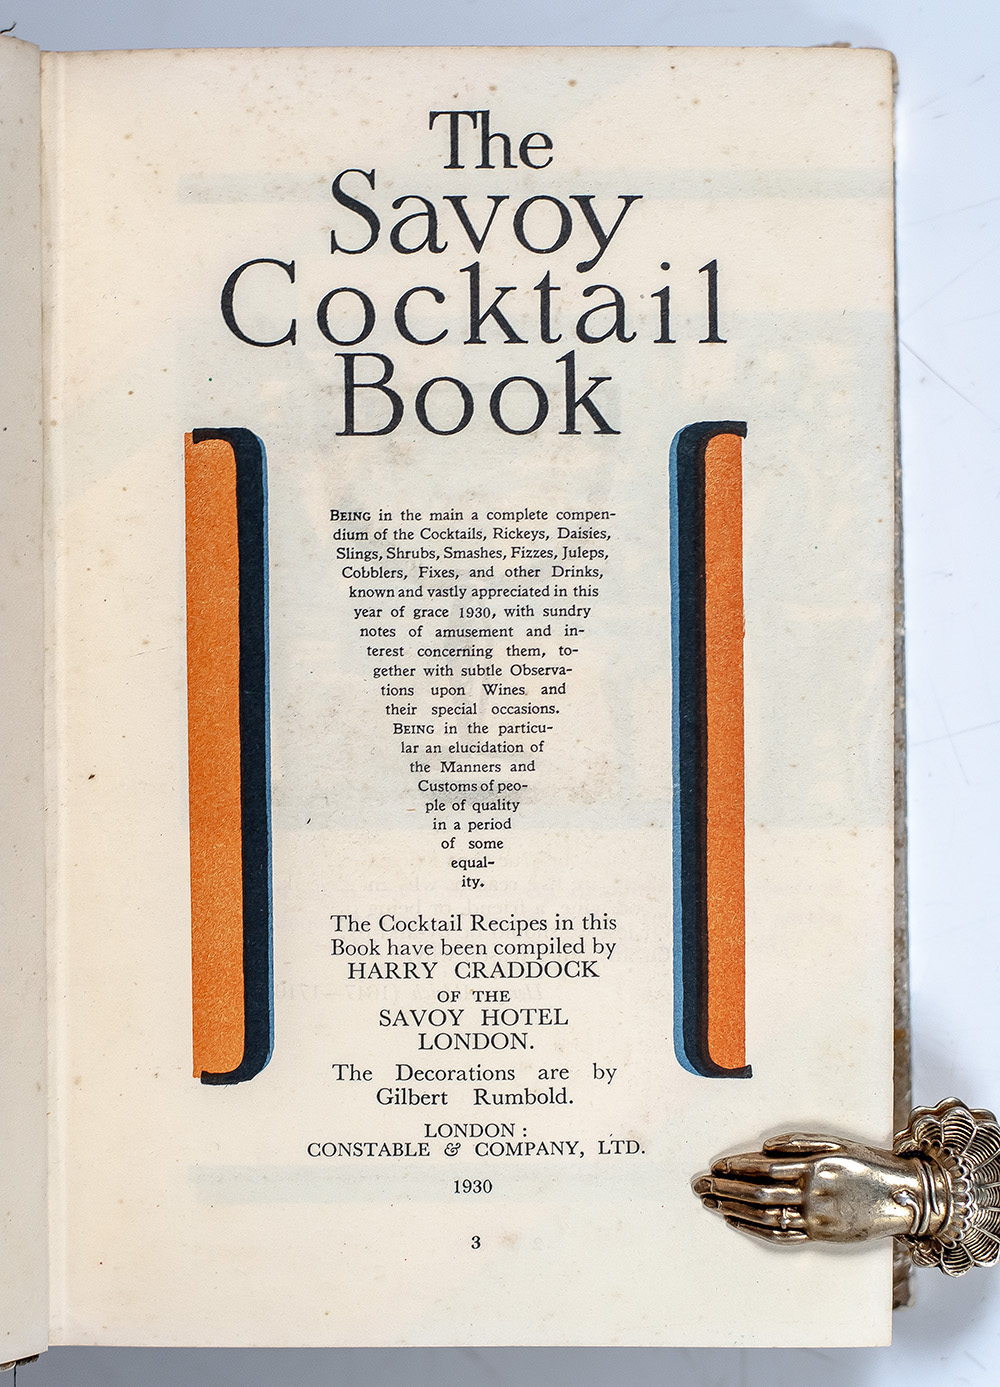 The
Savoy
Cocktail
Book
BEING in the main a complete compen-
dium of the Cocktails, Rickeys, Daisies,
Slings, Shrubs, Smashes, Fizzes, Juleps,
Cobblers, Fixes, and other Drinks,
known and vastly appreciated in this
year of grace 1930, with sundry
notes of amusement and in-
terest concerning them, to-
gether with subtle Observa-
tions upon Wines and
their special occasions.
BEING in the particu-
lar an elucidation of
the Manners and
Customs of peo-
ple of quality
in a period
of some
equal-
ity.
The Cocktail Recipes in this
Book have been compiled by
HARRY CRADDOCK
OF THE
SAVOY HOTEL
LONDON.
The Decorations are by
Gilbert Rumbold.
LONDON :
CONSTABLE & COMPANY, LTD.
1930
3